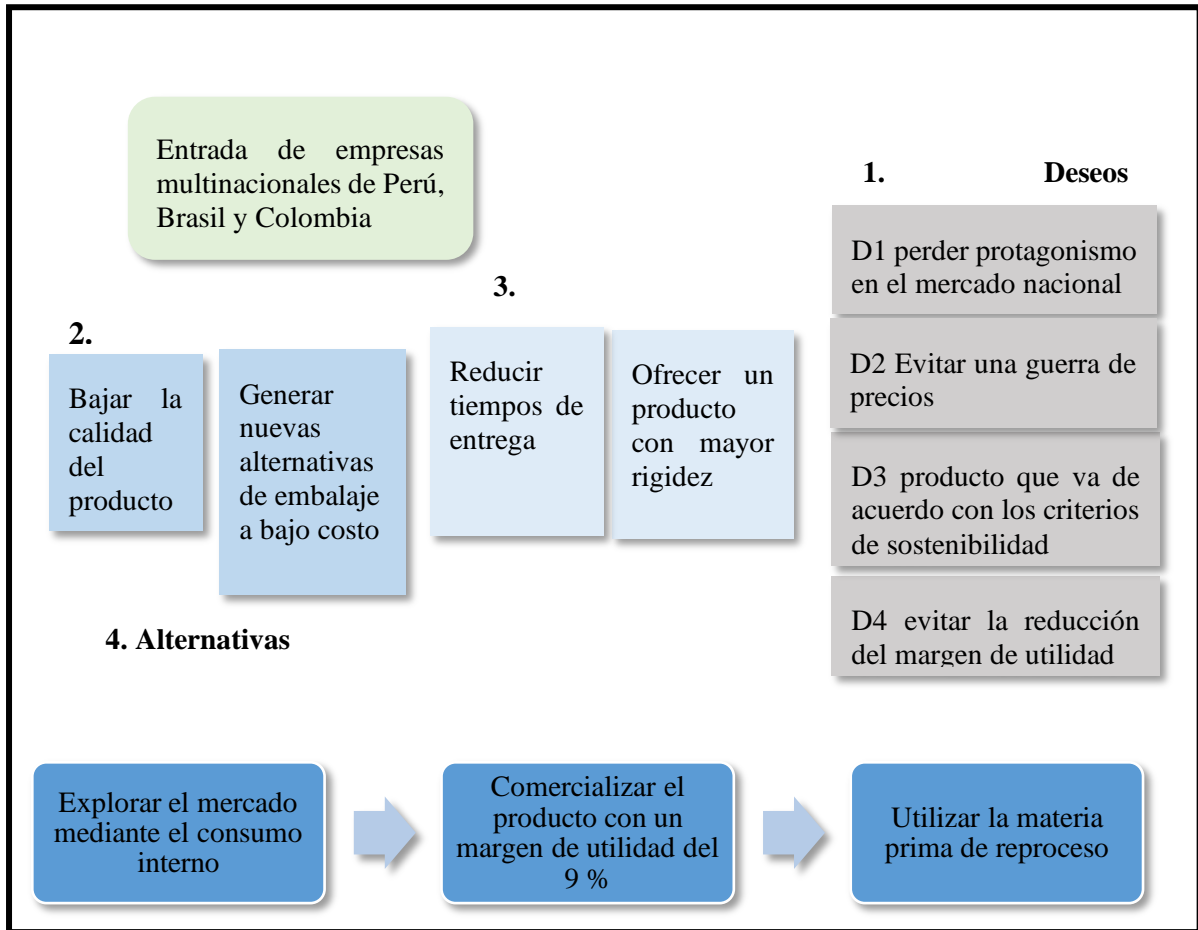 Entrada de empresas
multinacionales de Perú,
Brasil y Colombia
1. Deseos
D1 perder protagonismo
en el mercado nacional
D2 Evitar una guerra de
precios
D3 producto que va de
acuerdo con los criterios
de sostenibilidad
D4 evitar la reducción
del margen de utilidad
2.
Bajar la
calidad
del
producto
Generar
nuevas
alternativas
de embalaje
a bajo costo
3.
Reducir
tiempos de
entrega
Ofrecer un
producto
con mayor
rigidez
4. Alternativas
Explorar el mercado
mediante el consumo
interno
Comercializar el
producto con un
margen de utilidad del
9 %
Utilizar la materia
prima de reproceso